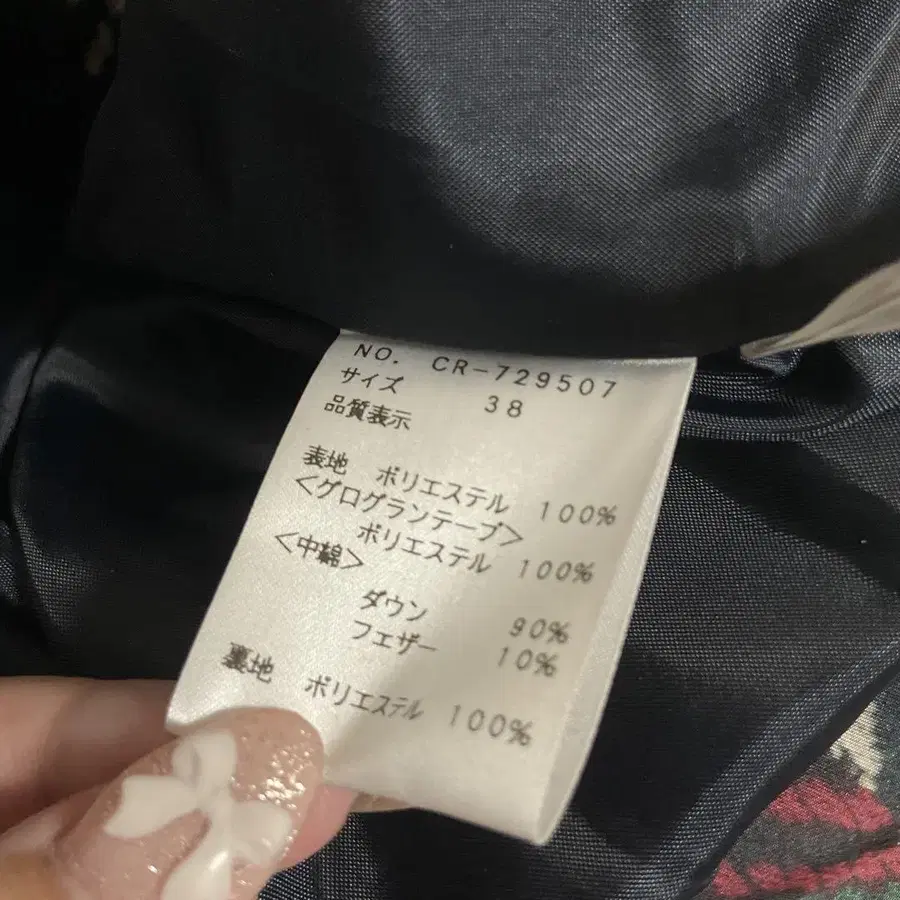 NO. CR-729507
サイズ 38
品質表示
表地 ポリエステル 100%
<グログランテープ>
ポリエステル 100%
<中綿>
ダウン 90%
フェザー 10%
裏地 ポリエステル 100%